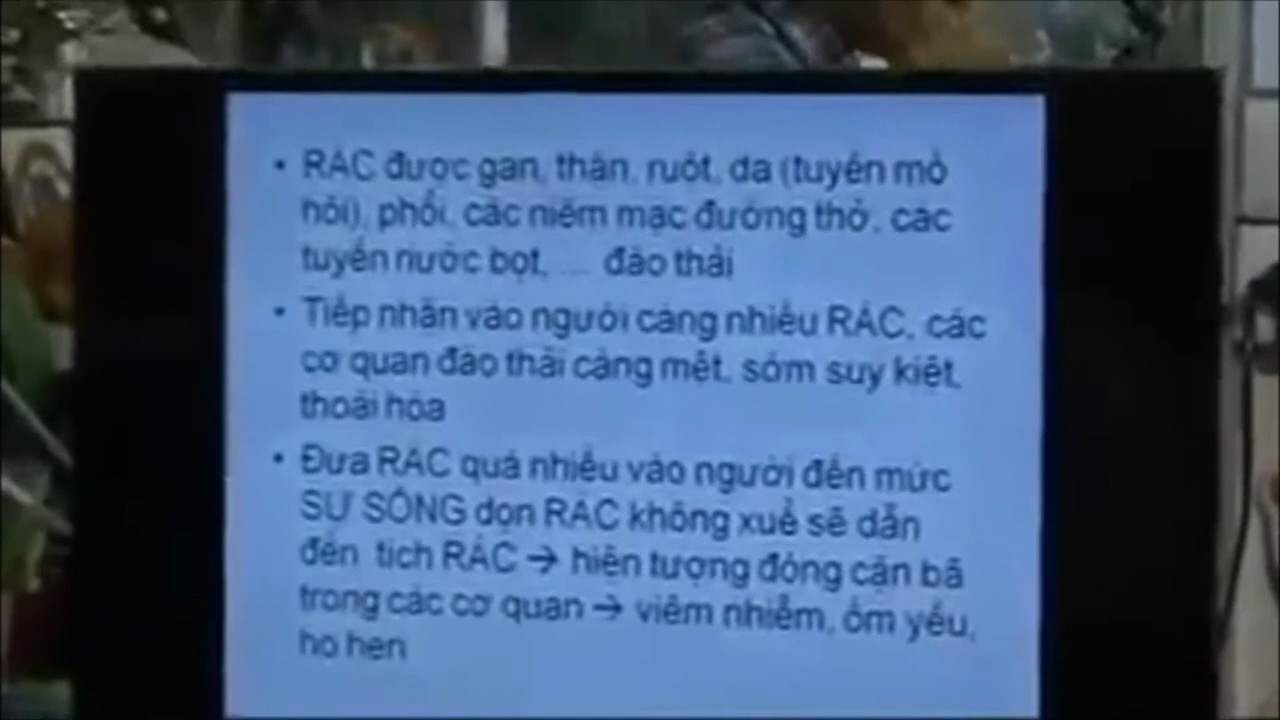 • RÁC được gan, thận, ruột, da (tuyến mồ
hôi), phổi, các niêm mạc đường thở, các
tuyến nước bọt, ... đào thải
• Tiếp nhận vào người càng nhiều RÁC, các
cơ quan đào thải càng mệt, sớm suy kiệt,
thoái hóa
• Đưa RÁC quá nhiều vào người đến mức
SỰ SỐNG dọn RÁC không xuể sẽ dẫn
đến tích RÁC → hiện tượng đóng cặn bã
trong các cơ quan → viêm nhiễm, ốm yếu,
ho hen